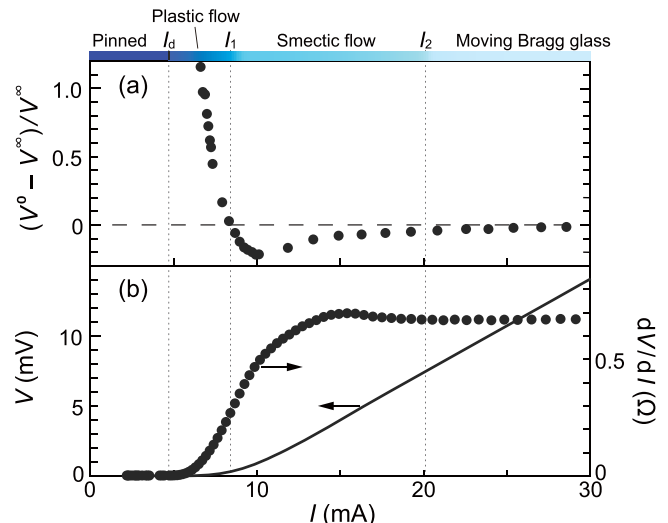 Plastic flow
Pinned I_d I_1 Smectic flow I_2 Moving Bragg glass
(a)
(V⁰ − V^∞)/V^∞
1.0
0.5
0
(b)
V (mV)
10
5
0
dV/dI (Ω)
0.5
0
0 10 20 30
I (mA)